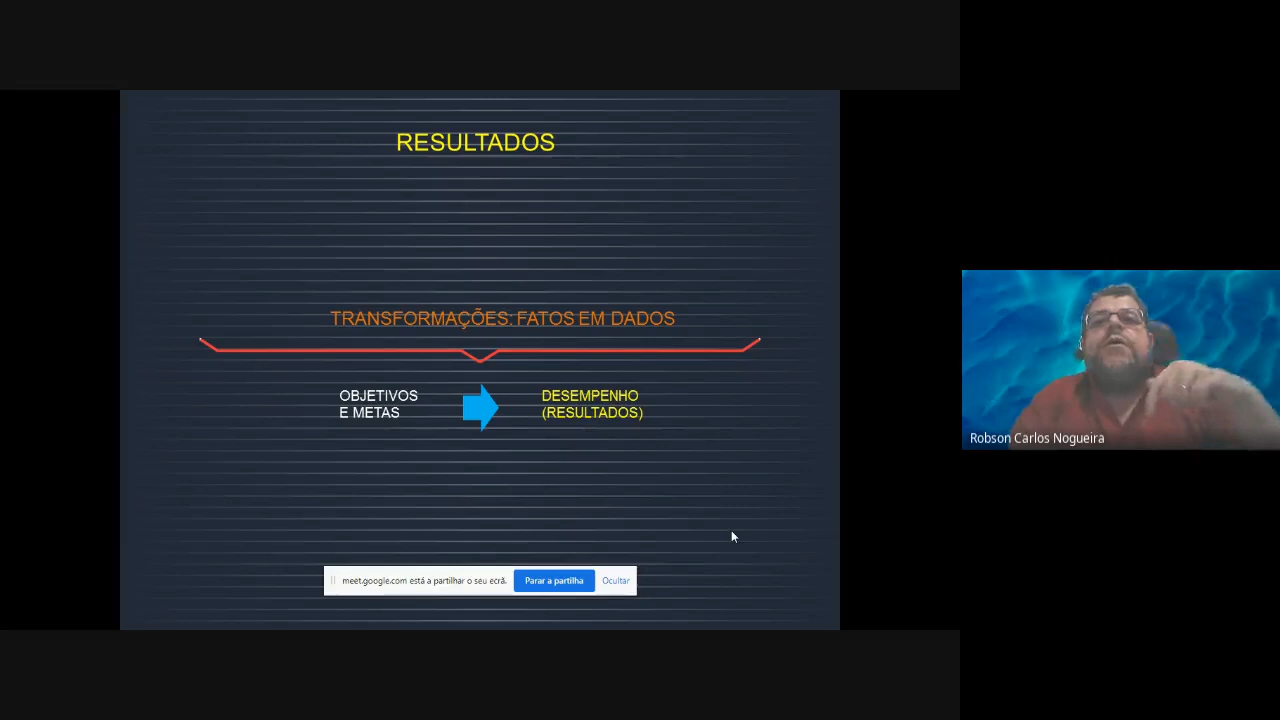 RESULTADOS
TRANSFORMAÇÕES: FATOS EM DADOS
OBJETIVOS
E METAS
DESEMPENHO
(RESULTADOS)
meet.google.com está a partilhar o seu ecrã.
Parar a partilha
Ocultar
Robson Carlos Nogueira